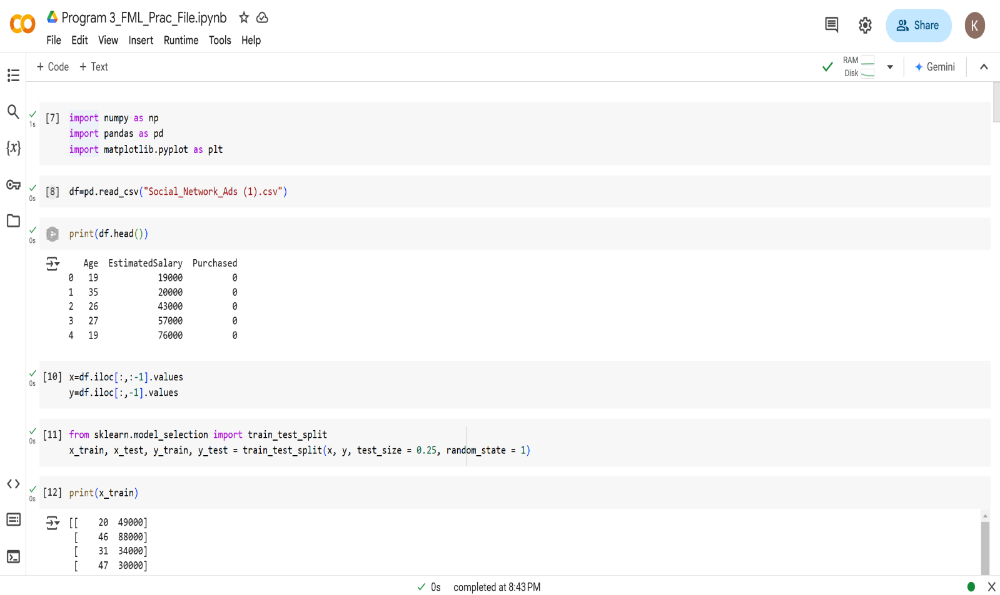 Program 3_FML_Prac_File.ipynb
File Edit View Insert Runtime Tools Help
Share
K
+ Code + Text
RAM
Disk
Gemini
1s
[7] import numpy as np
import pandas as pd
import matplotlib.pyplot as plt
0s
[8] df=pd.read_csv("Social_Network_Ads (1).csv")
0s
print(df.head())
Age EstimatedSalary Purchased
0 19 19000 0
1 35 20000 0
2 26 43000 0
3 27 57000 0
4 19 76000 0
0s
[10] x=df.iloc[:,:-1].values
y=df.iloc[:,-1].values
0s
[11] from sklearn.model_selection import train_test_split
x_train, x_test, y_train, y_test = train_test_split(x, y, test_size = 0.25, random_state = 1)
0s
[12] print(x_train)
[[ 20 49000]
[ 46 88000]
[ 31 34000]
[ 47 30000]
0s completed at 8:43 PM